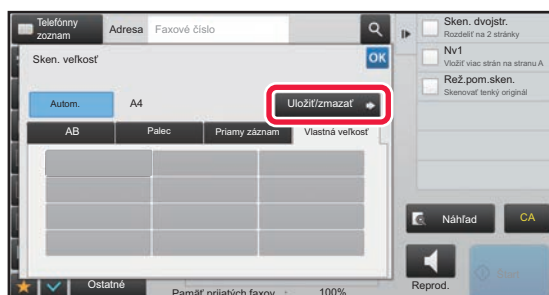 Telefónny
zoznam
Adresa
Faxové číslo
Sken. veľkosť
OK
Autom.
A4
Uložiť/zmazať
AB
Palec
Priamy záznam
Vlastná veľkosť
Ostatné
Pamäť prijatých faxov : 100%
Sken. dvojstr.
Rozdeliť na 2 stránky
Nv1
Vložiť viac strán na stranu A
Rež.pom.sken.
Skenovať tenký originál
Náhľad
CA
Reprod.
Start